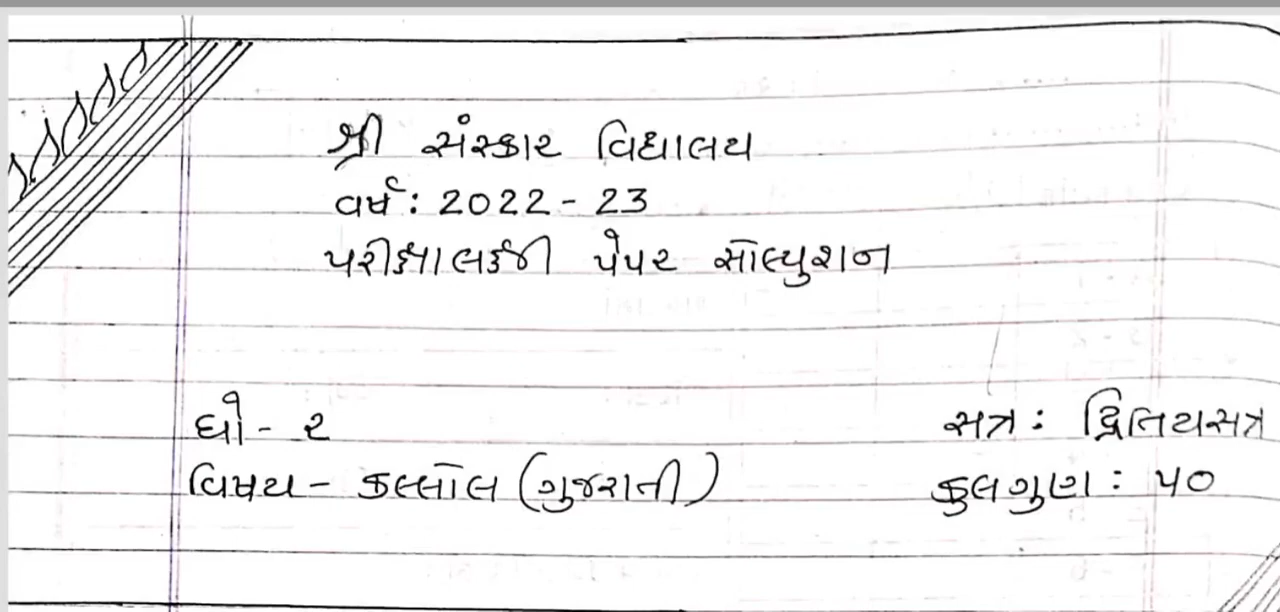 શ્રી સંસ્કાર વિદ્યાલય
વર્ષ : 2022 - 23
પરીક્ષાલક્ષી પેપર સૉલ્યુશન
ધો - ૨
સત્ર : દ્વિતિયસત્ર
વિષય - કલ્લોલ (ગુજરાતી)
કુલગુણ : ૫૦